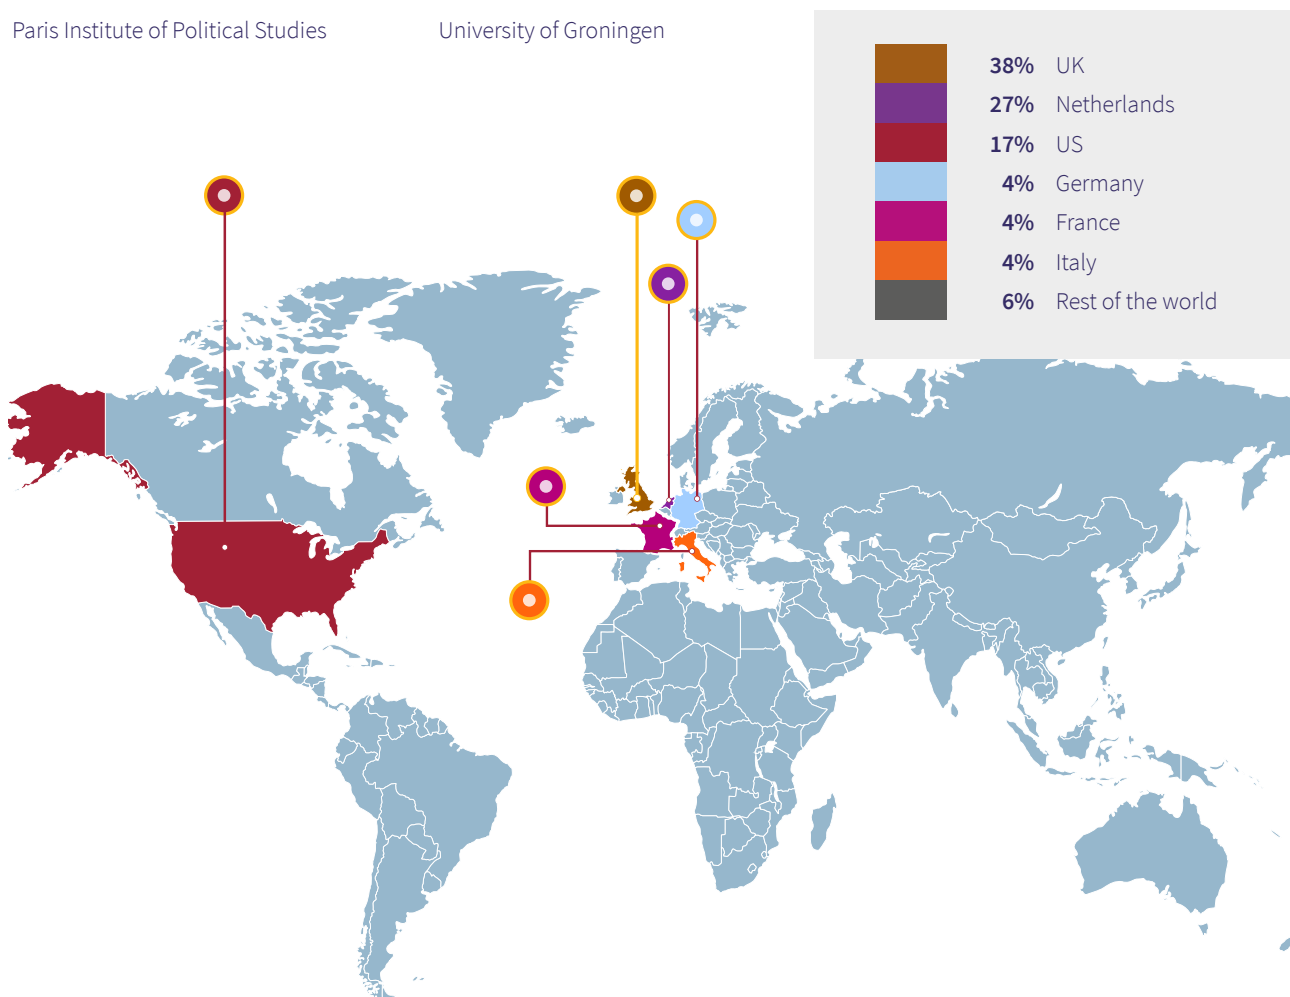 Paris Institute of Political Studies
University of Groningen
38% UK
27% Netherlands
17% US
4% Germany
4% France
4% Italy
6% Rest of the world